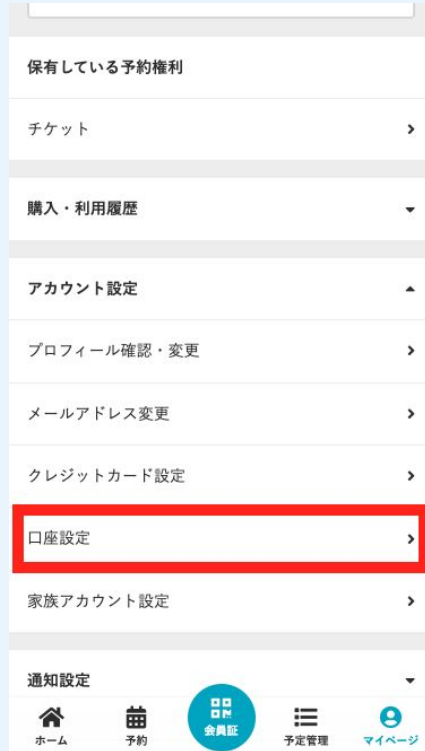 保有している予約権利
チケット
購入・利用履歴
アカウント設定
プロフィール確認・変更
メールアドレス変更
クレジットカード設定
口座設定
家族アカウント設定
通知設定
ホーム
予約
会員証
予定管理
マイページ